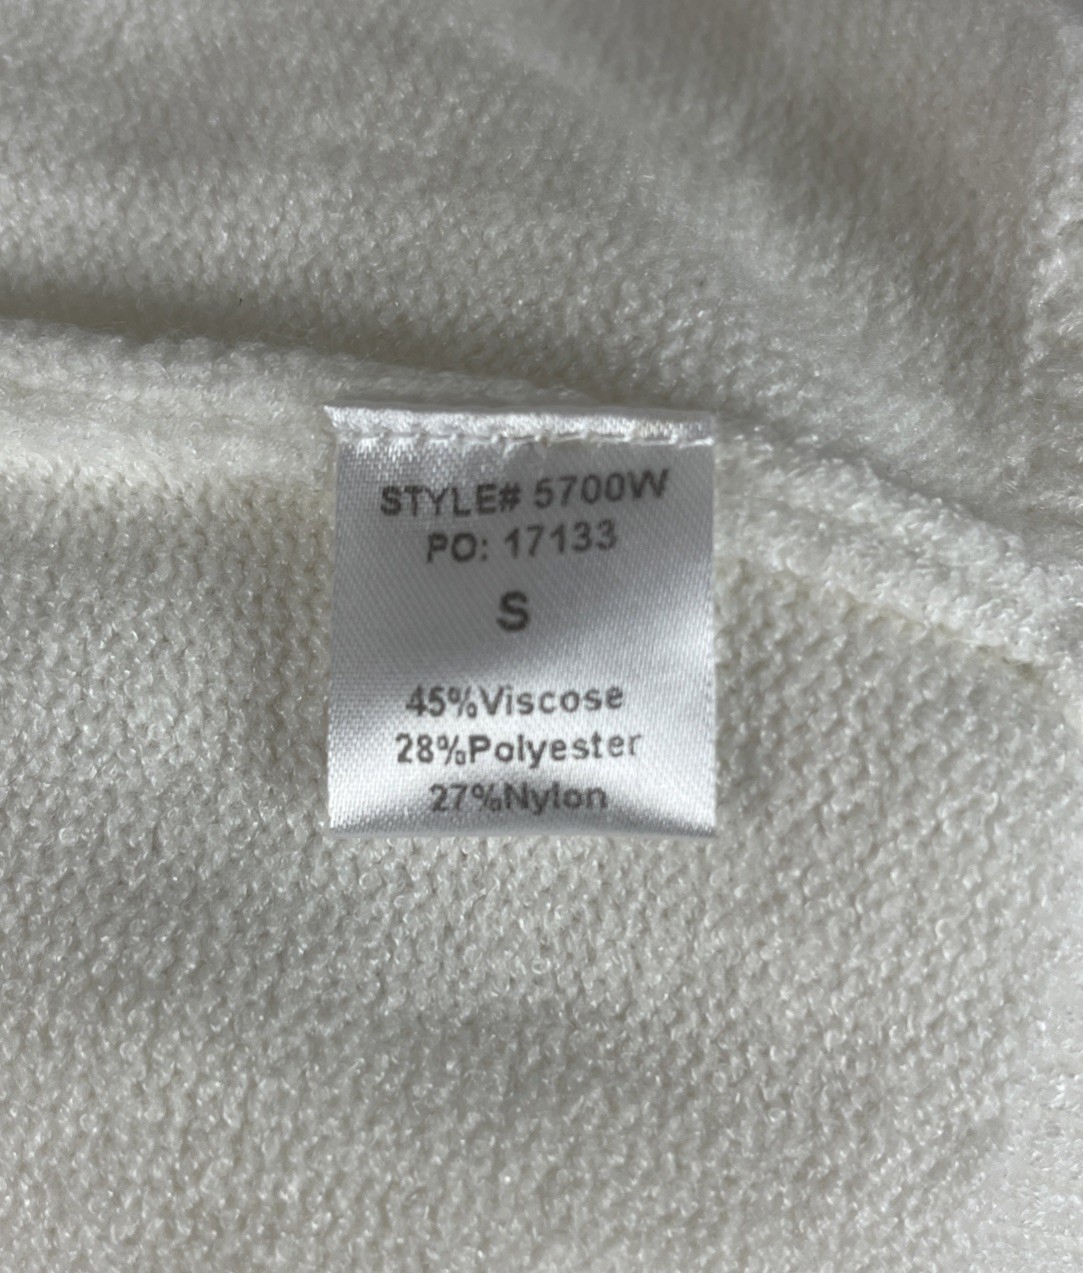 STYLE# 5700W
PO: 17133
S
45%Viscose
28%Polyester
27%Nylon